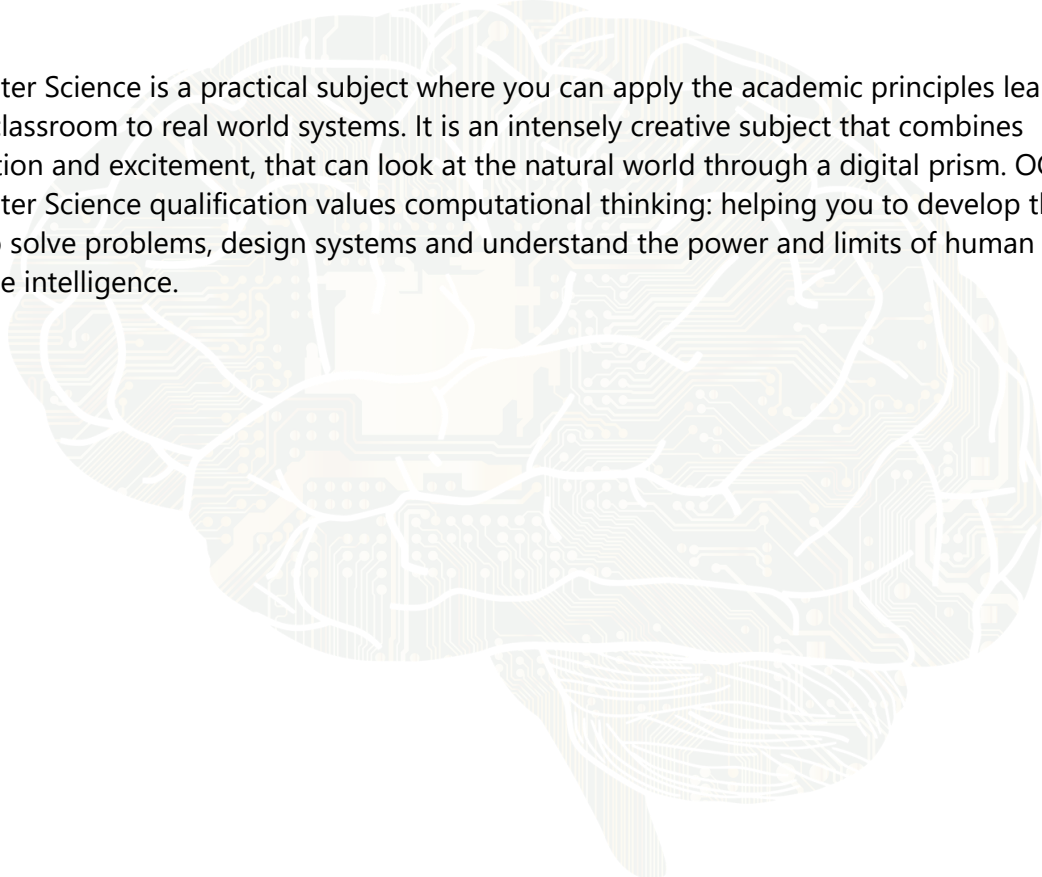 ter Science is a practical subject where you can apply the academic principles lea
classroom to real world systems. It is an intensely creative subject that combines
tion and excitement, that can look at the natural world through a digital prism. OC
ter Science qualification values computational thinking: helping you to develop th
o solve problems, design systems and understand the power and limits of human
e intelligence.